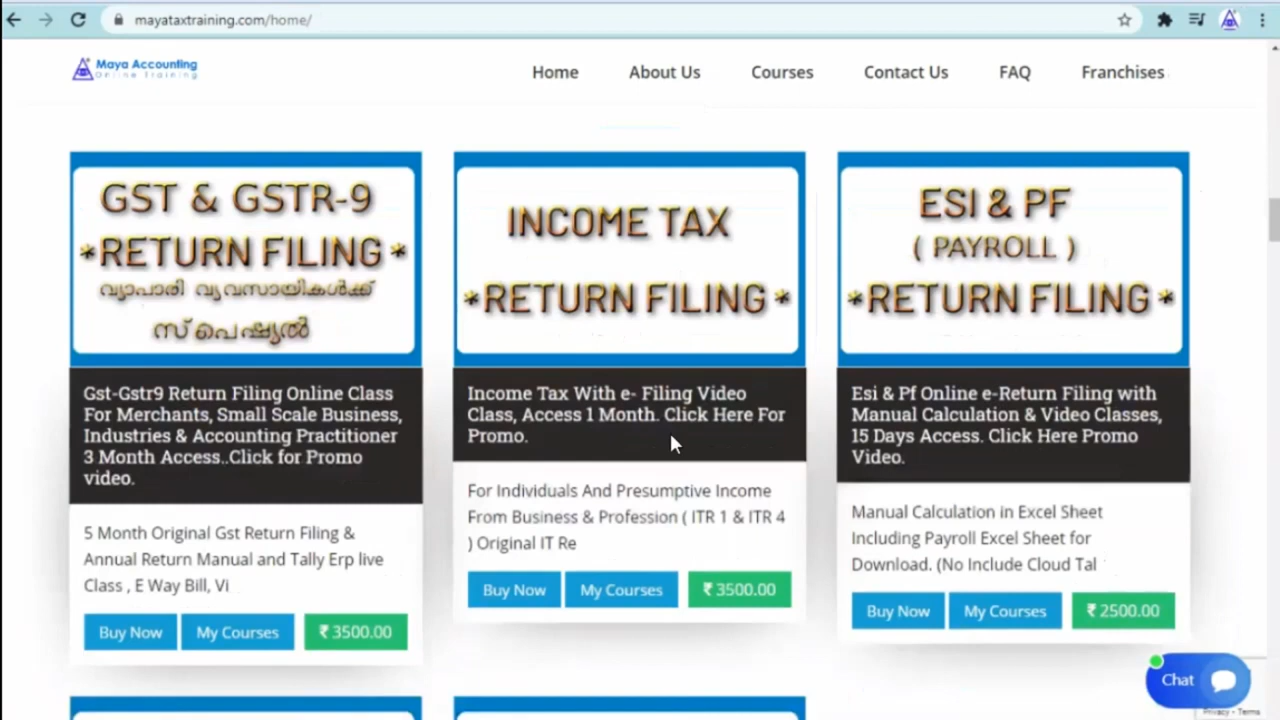 mayataxtraining.com/home/
Maya Accounting
Online Training
Home
About Us
Courses
Contact Us
FAQ
Franchises
GST & GSTR-9
*RETURN FILING*
വ്യാപാരി വ്യവസായികൾക്ക്
സ്പെഷ്യൽ
Gst-Gstr9 Return Filing Online Class
For Merchants, Small Scale Business,
Industries & Accounting Practitioner
3 Month Access..Click for Promo
video.
5 Month Original Gst Return Filing &
Annual Return Manual and Tally Erp live
Class , E Way Bill, Vi
Buy Now
My Courses
₹ 3500.00
INCOME TAX
*RETURN FILING*
Income Tax With e- Filing Video
Class, Access 1 Month. Click Here For
Promo.
For Individuals And Presumptive Income
From Business & Profession ( ITR 1 & ITR 4
) Original IT Re
Buy Now
My Courses
₹ 3500.00
ESI & PF
( PAYROLL )
*RETURN FILING*
Esi & Pf Online e-Return Filing with
Manual Calculation & Video Classes,
15 Days Access. Click Here Promo
Video.
Manual Calculation in Excel Sheet
Including Payroll Excel Sheet for
Download. (No Include Cloud Tal
Buy Now
My Courses
₹ 2500.00
Chat
Privacy - Terms